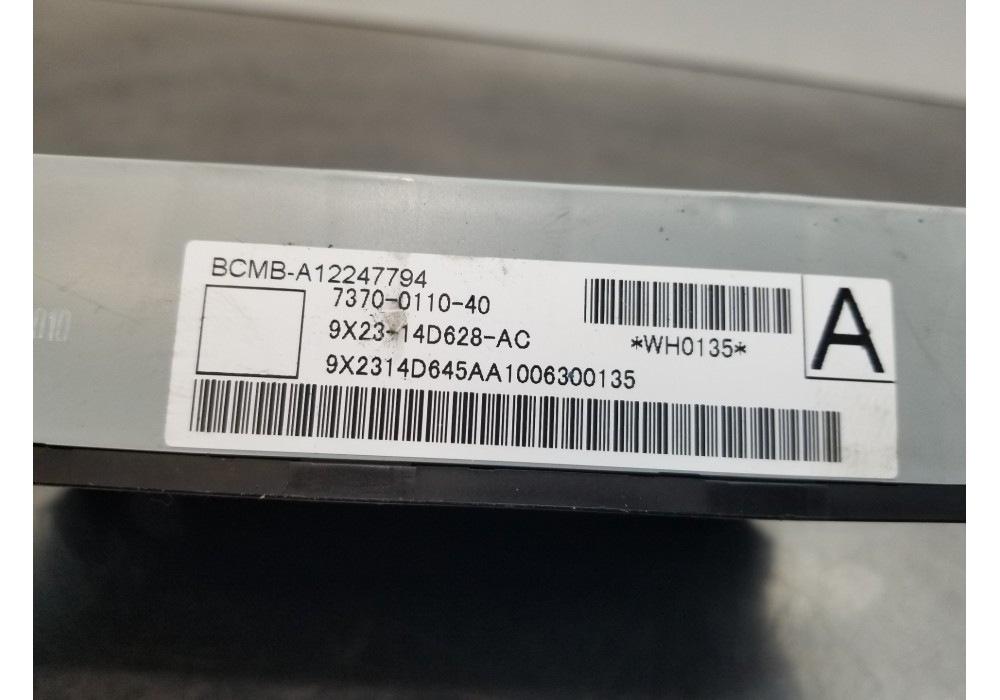 BCMB-A12247794
7370-0110-40
9X23-14D628-AC
*WH0135*
A
9X2314D645AA1006300135